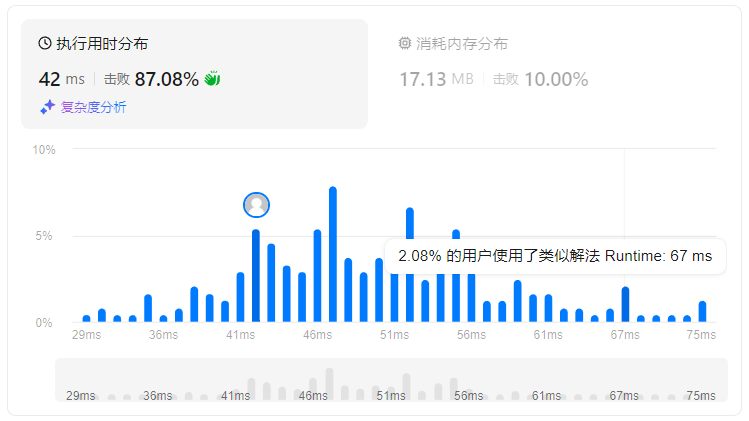 执行用时分布
42 ms 击败 87.08%
复杂度分析
消耗内存分布
17.13 MB 击败 10.00%
10%
5%
0%
2.08% 的用户使用了类似解法 Runtime: 67 ms
29ms 36ms 41ms 46ms 51ms 56ms 61ms 67ms 75ms
29ms 36ms 41ms 46ms 51ms 56ms 61ms 67ms 75ms